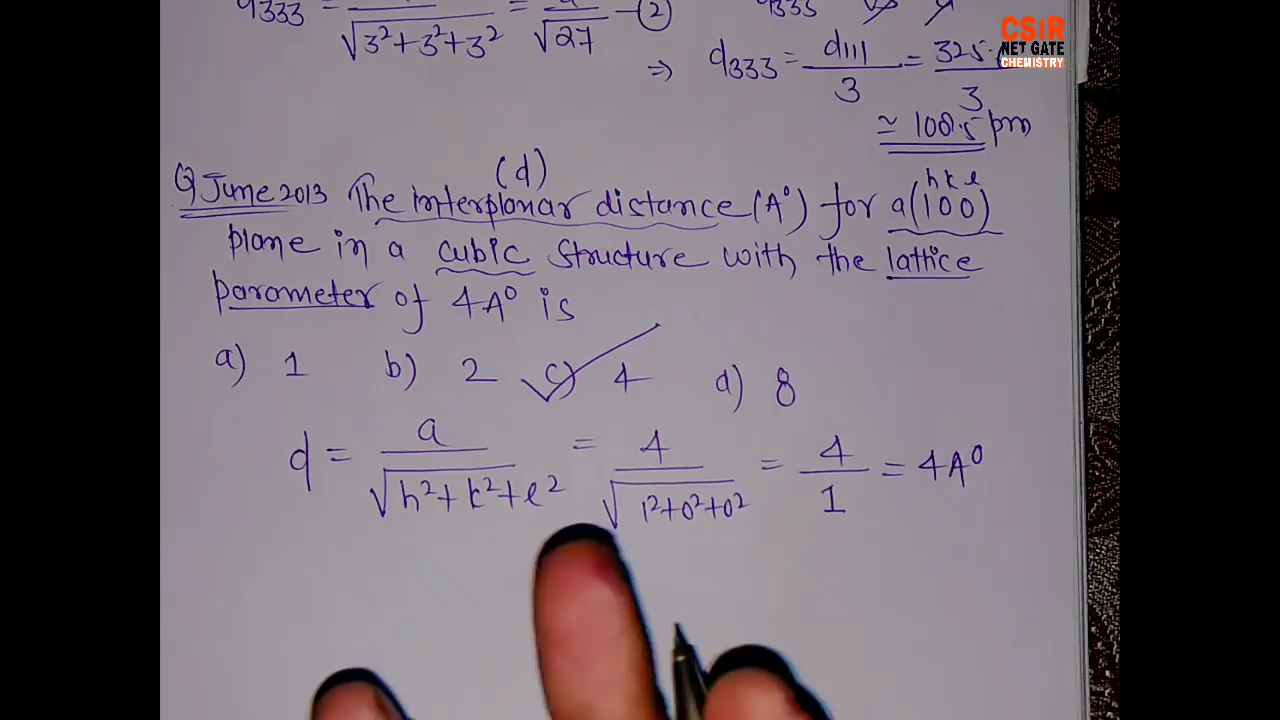 d333 = √3²+3²+3² = √27 -②
CSIR
NET GATE
CHEMISTRY
⇒ d333 = d111/3 = 325./3
≃ 108.5 pm
(d)
h k l
Q June 2013 The Interplanar distance (A°) for a (100)
plane in a cubic structure with the lattice
parameter of 4A° is
a) 1 b) 2 c) 4 d) 8
d = a/√h²+k²+l² = 4/√1²+0²+0² = 4/1 = 4A°